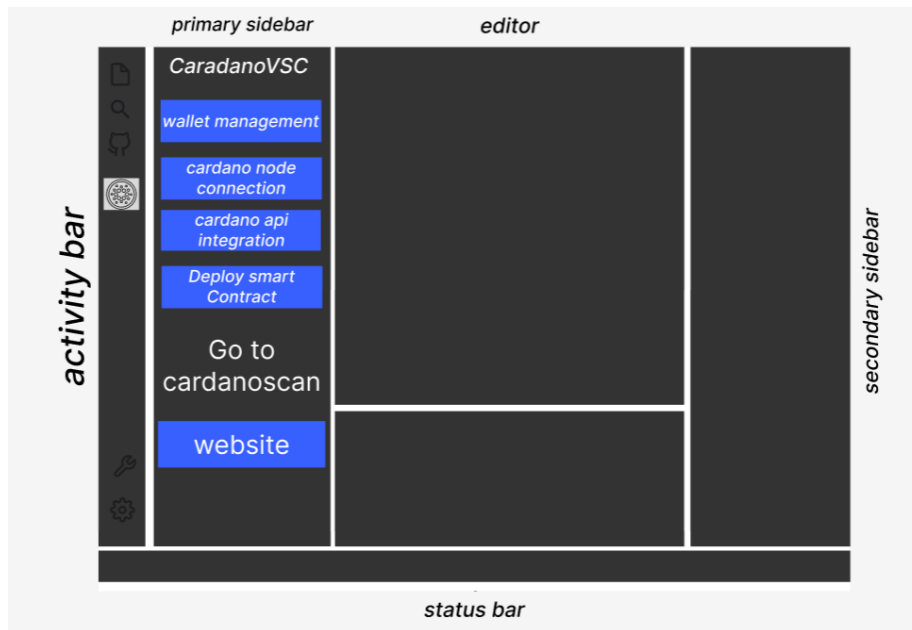 primary sidebar
editor
CaradanoVSC
wallet management
cardano node
connection
cardano api
integration
Deploy smart
Contract
Go to
cardanoscan
website
activity bar
secondary sidebar
status bar